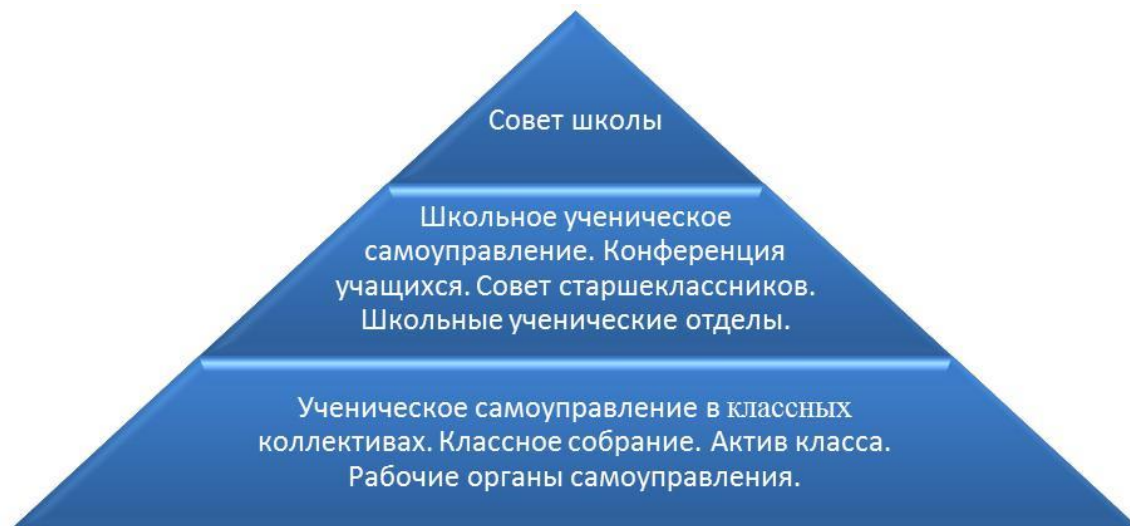 Совет школы
Школьное ученическое
самоуправление. Конференция
учащихся. Совет старшеклассников.
Школьные ученические отделы.
Ученическое самоуправление в классных
коллективах. Классное собрание. Актив класса.
Рабочие органы самоуправления.